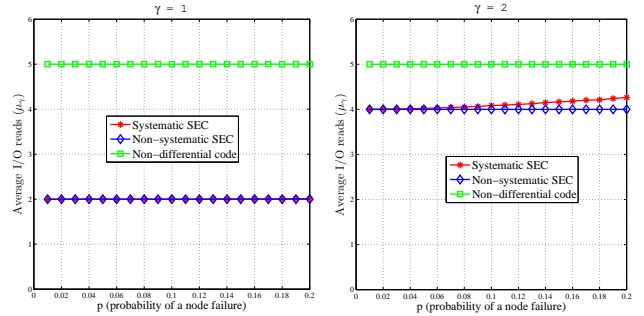 γ = 1
Average I/O reads (μγ)
6
5
4
3
2
1
0
Systematic SEC
Non−systematic SEC
Non−differential code
0 0.02 0.04 0.06 0.08 0.1 0.12 0.14 0.16 0.18 0.2
p (probability of a node failure)
γ = 2
Average I/O reads (μγ)
6
5
4
3
2
1
0
Systematic SEC
Non−systematic SEC
Non−differential code
0 0.02 0.04 0.06 0.08 0.1 0.12 0.14 0.16 0.18 0.2
p (probability of a node failure)